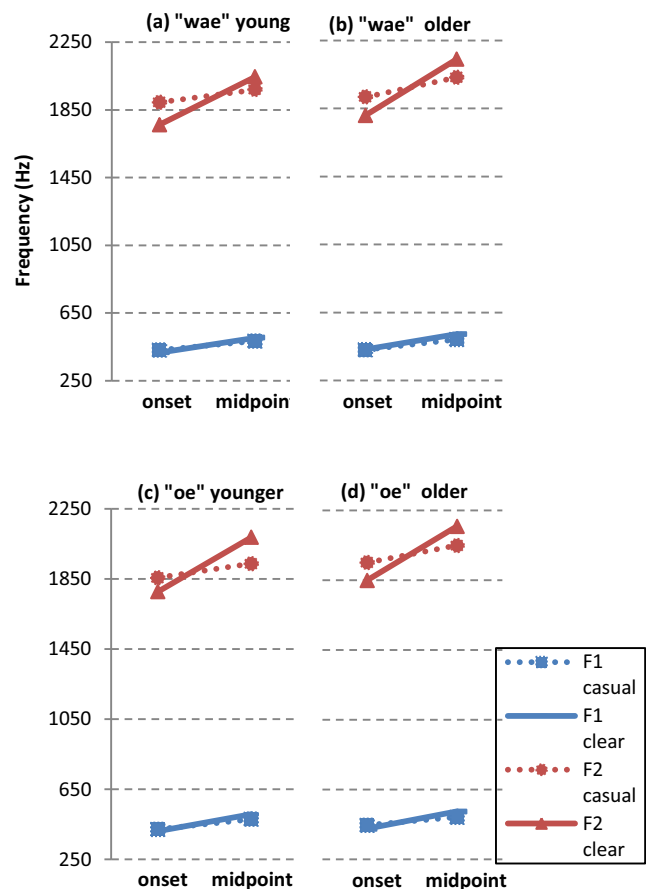 (a) "wae" young
(b) "wae" older
2250
1850
1450
1050
650
250
Frequency (Hz)
onset midpoint
onset midpoint
(c) "oe" younger
(d) "oe" older
2250
1850
1450
1050
650
250
onset midpoint
onset midpoint
F1
casual
F1
clear
F2
casual
F2
clear